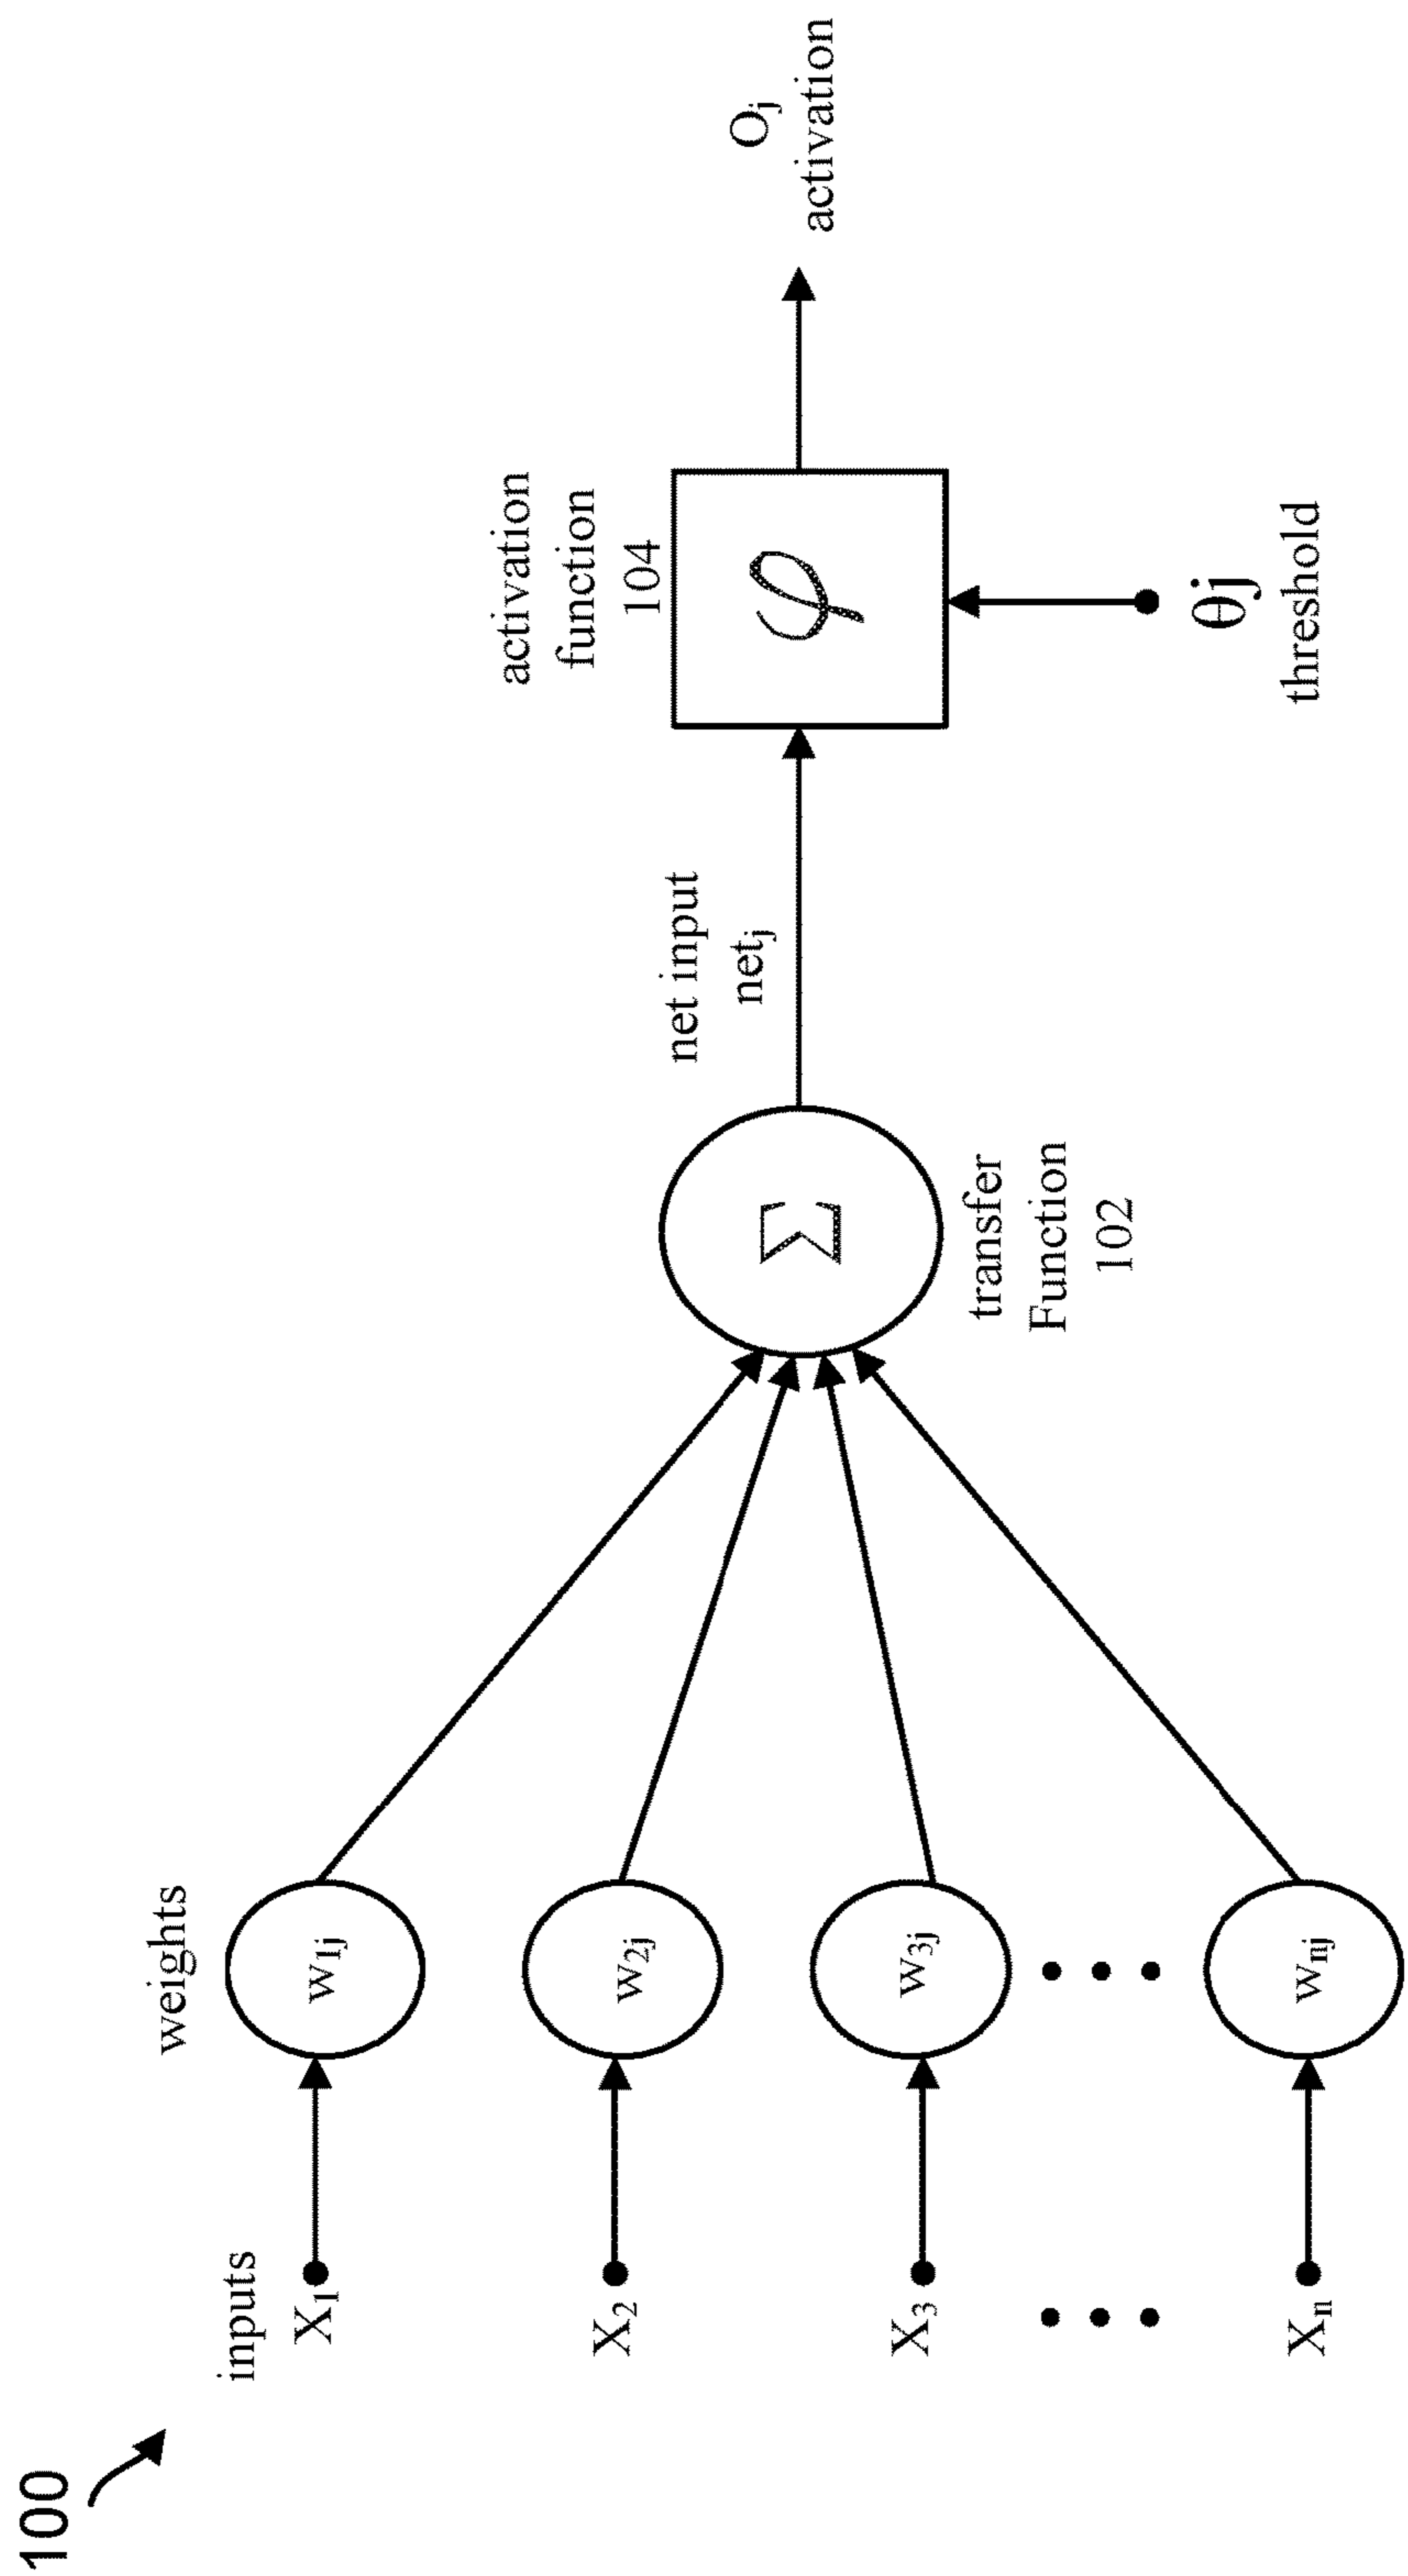 100
inputs
weights
X₁
w₁ⱼ
X₂
w₂ⱼ
X₃
w₃ⱼ
Xₙ
wₙⱼ
Σ
transfer
Function
102
net input
netⱼ
activation
function
104
φ
θj
threshold
Oⱼ
activation